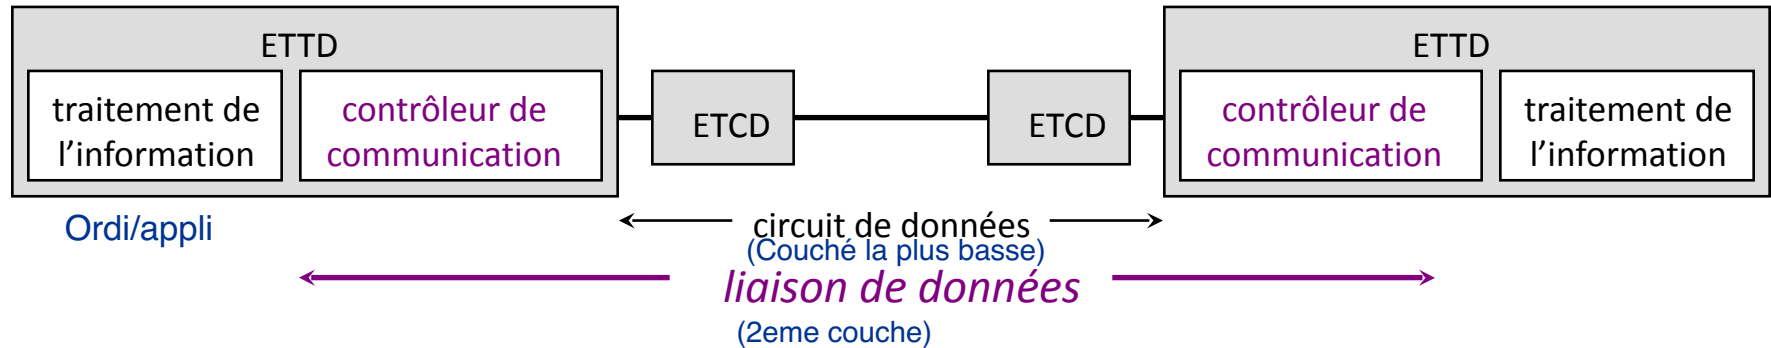 ETTD
traitement de
l’information
contrôleur de
communication
ETCD
ETCD
ETTD
contrôleur de
communication
traitement de
l’information
Ordi/appli
circuit de données
(Couché la plus basse)
liaison de données
(2eme couche)